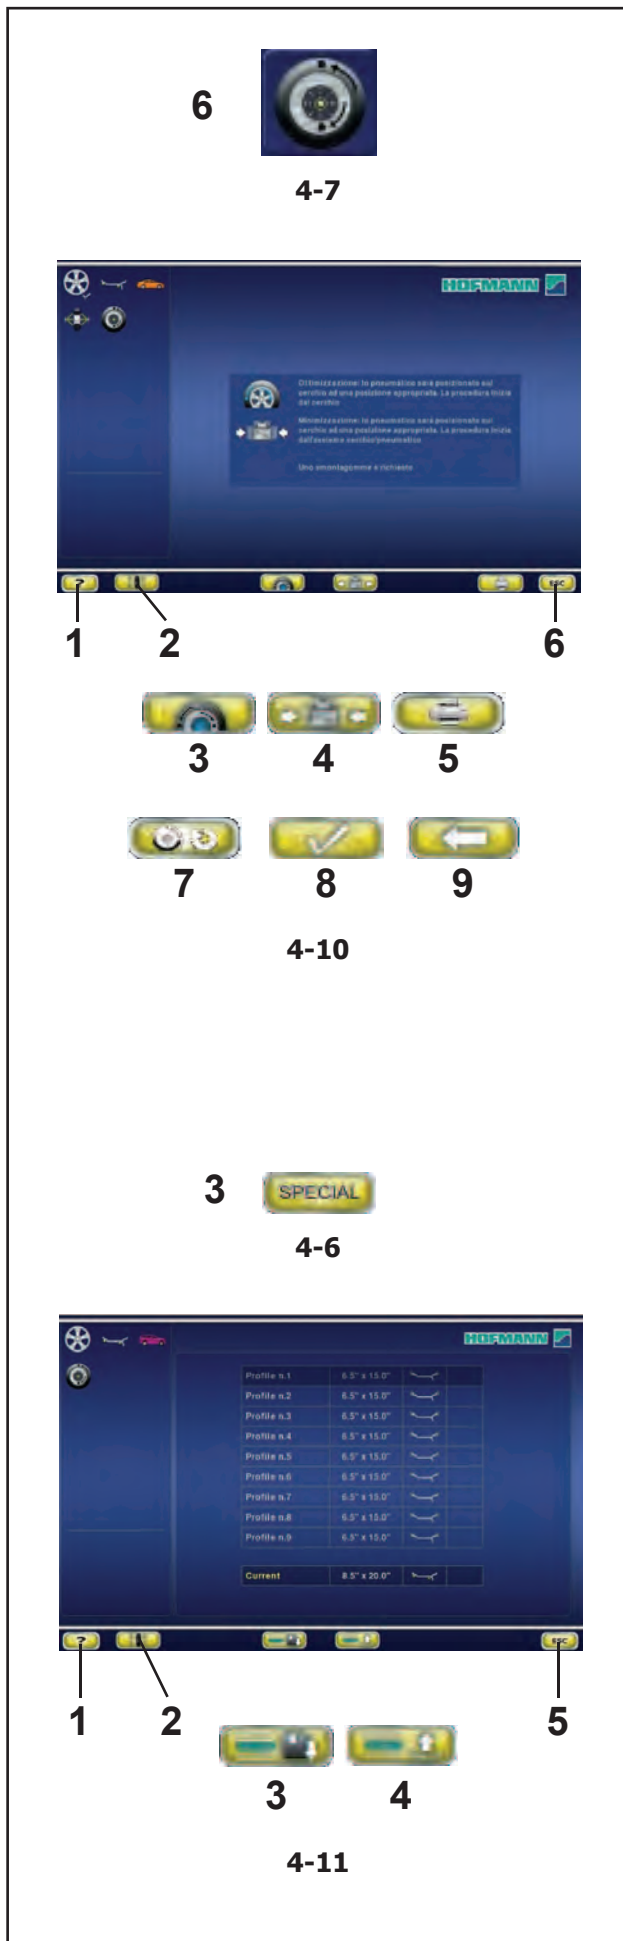 6
4-7
HOFMANN
Ottimizzazione: lo pneumatico sarà posizionato sul
cerchio ad una posizione appropriata. La procedura inizia
dal cerchio
Minimizzazione: lo pneumatico sarà posizionato sul
cerchio ad una posizione appropriata. La procedura inizia
dall'assieme cerchio/pneumatico
Uno smontagomme è richiesto
? ESC
1 2 6
3 4 5
7 8 9
4-10
3 SPECIAL
4-6
HOFMANN
Profile n.1 6.5" x 15.0"
Profile n.2 6.5" x 15.0"
Profile n.3 6.5" x 15.0"
Profile n.4 6.5" x 15.0"
Profile n.5 6.5" x 15.0"
Profile n.6 6.5" x 15.0"
Profile n.7 6.5" x 15.0"
Profile n.8 6.5" x 15.0"
Profile n.9 6.5" x 15.0"
Current 8.5" x 20.0"
? ESC
1 2 5
3 4
4-11